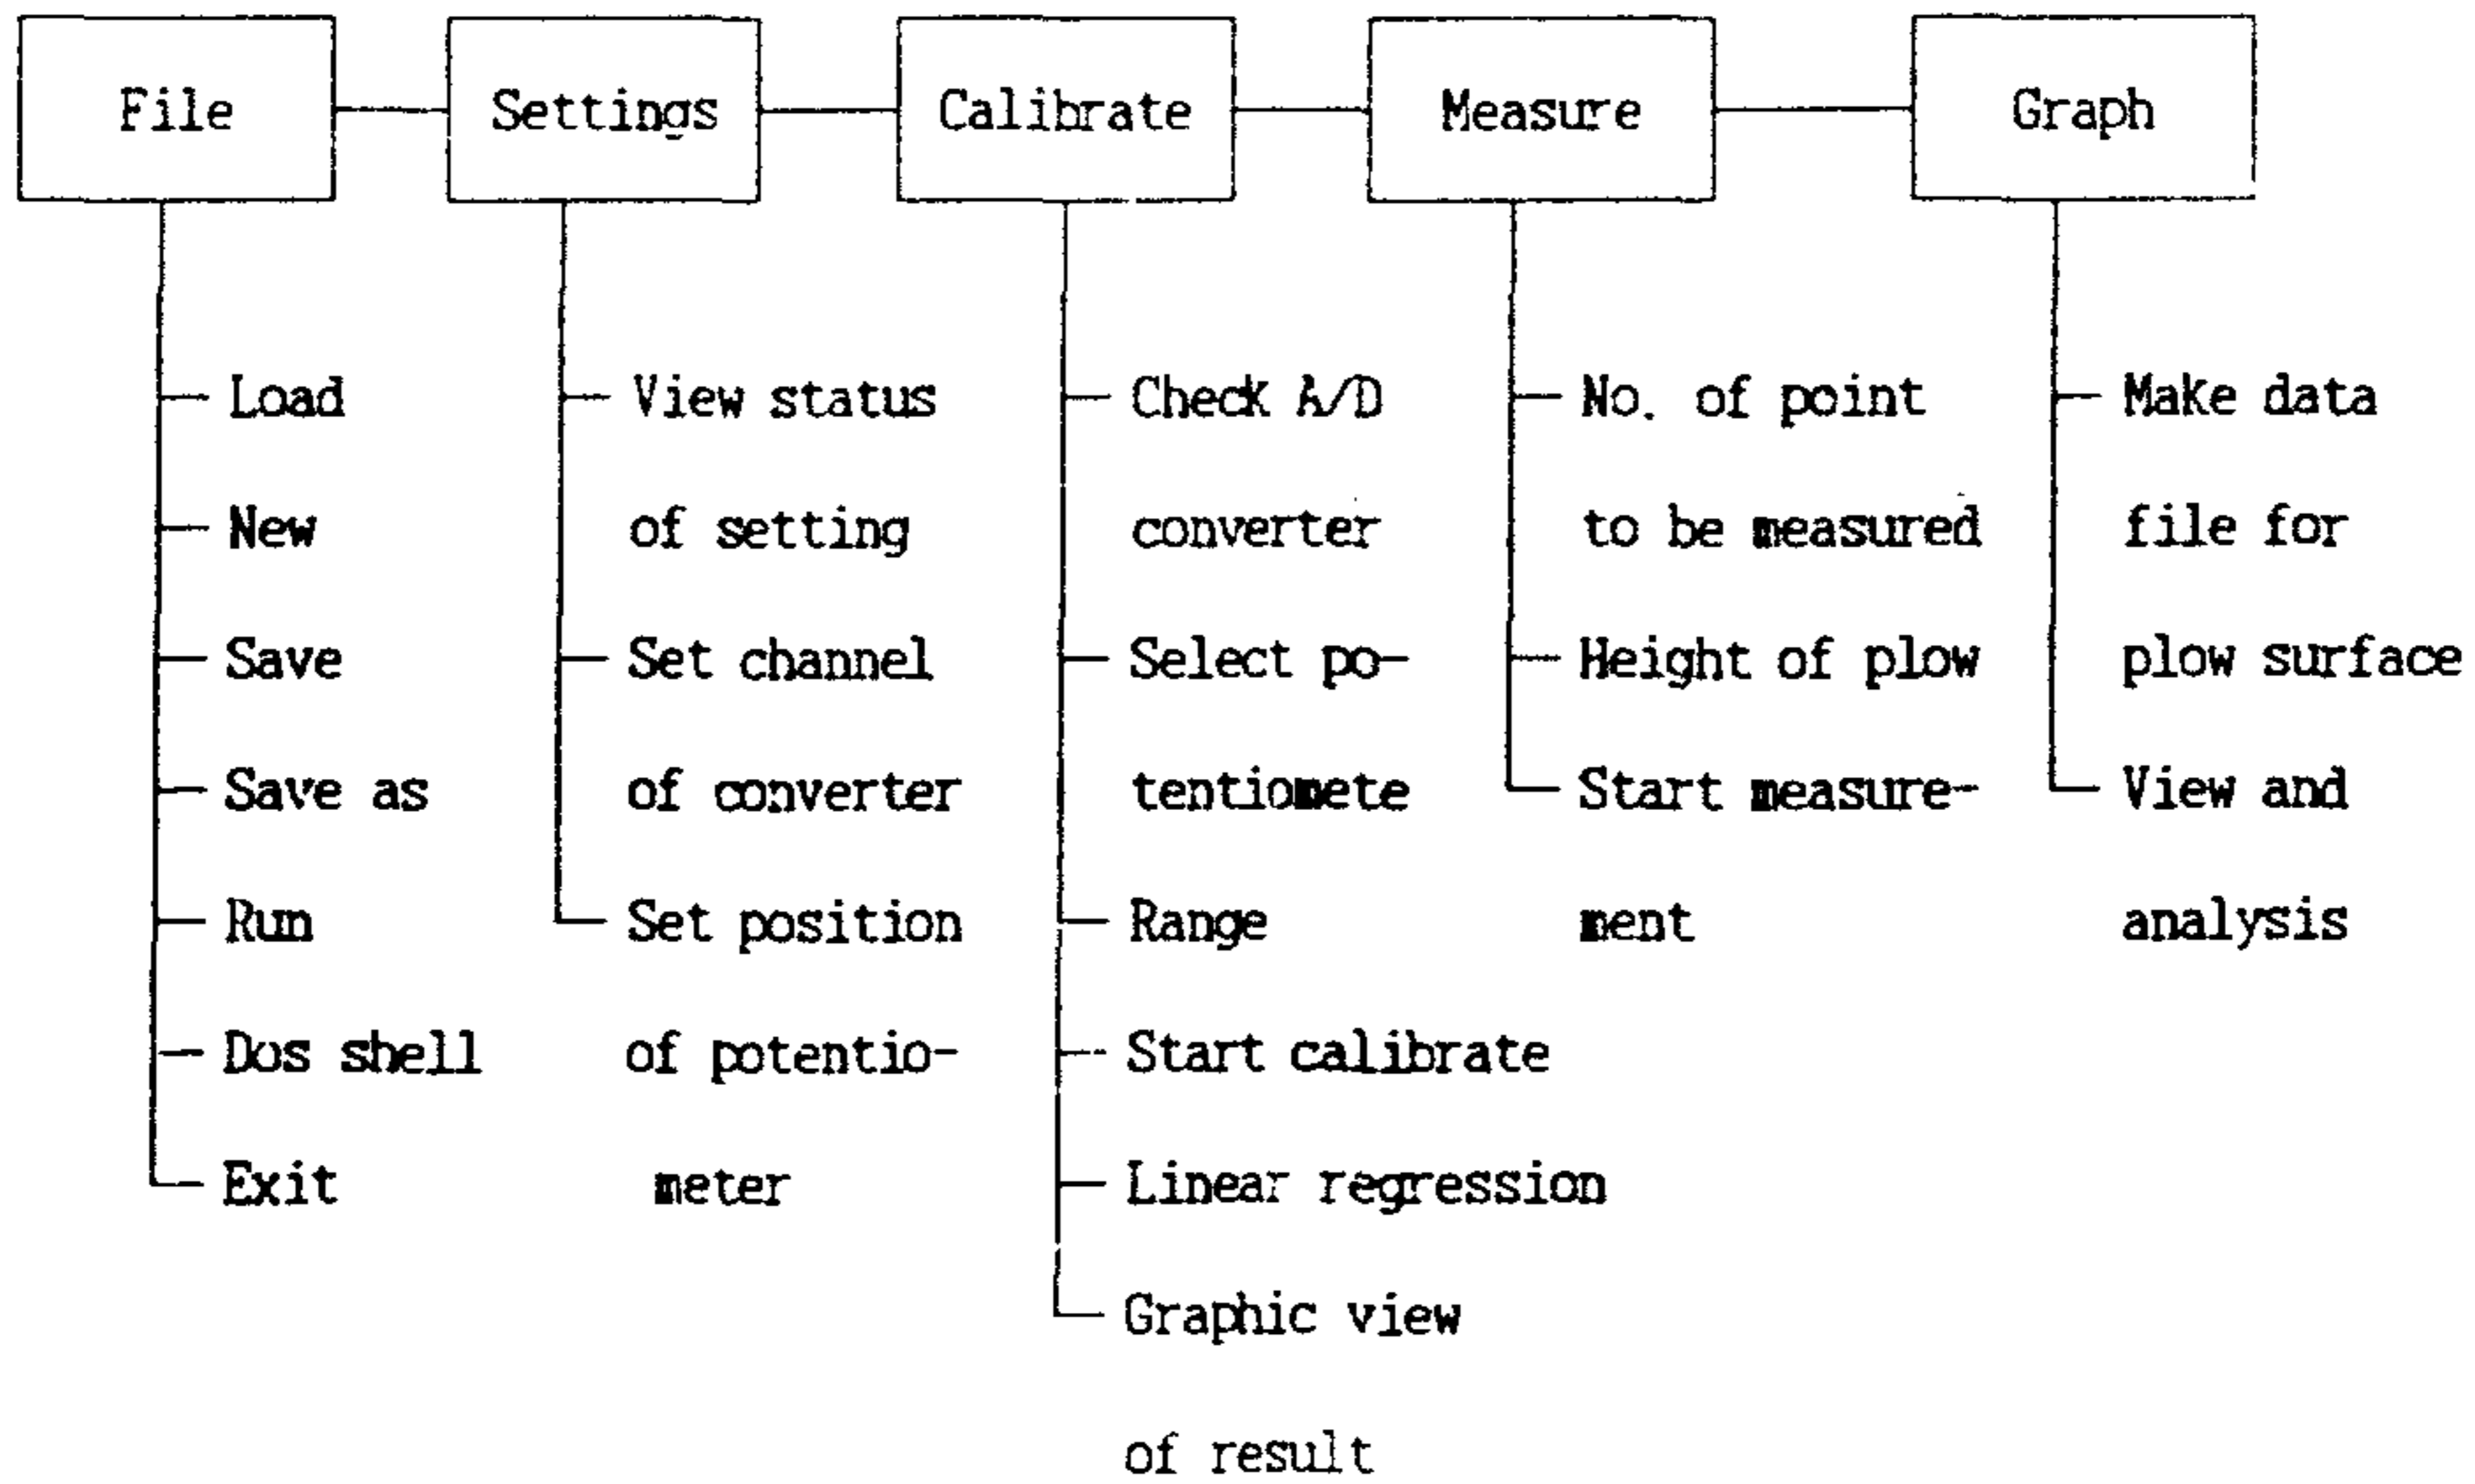 File
Settings
Calibrate
Measure
Graph
Load
New
Save
Save as
Run
Dos shell
Exit
View status
of setting
Set channel
of converter
Set position
of potentio-
meter
Check A/D
converter
Select po-
tentiomete
Range
Start calibrate
Linear regression
Graphic view
of result
No. of point
to be measured
Height of plow
Start measure-
ment
Make data
file for
plow surface
View and
analysis